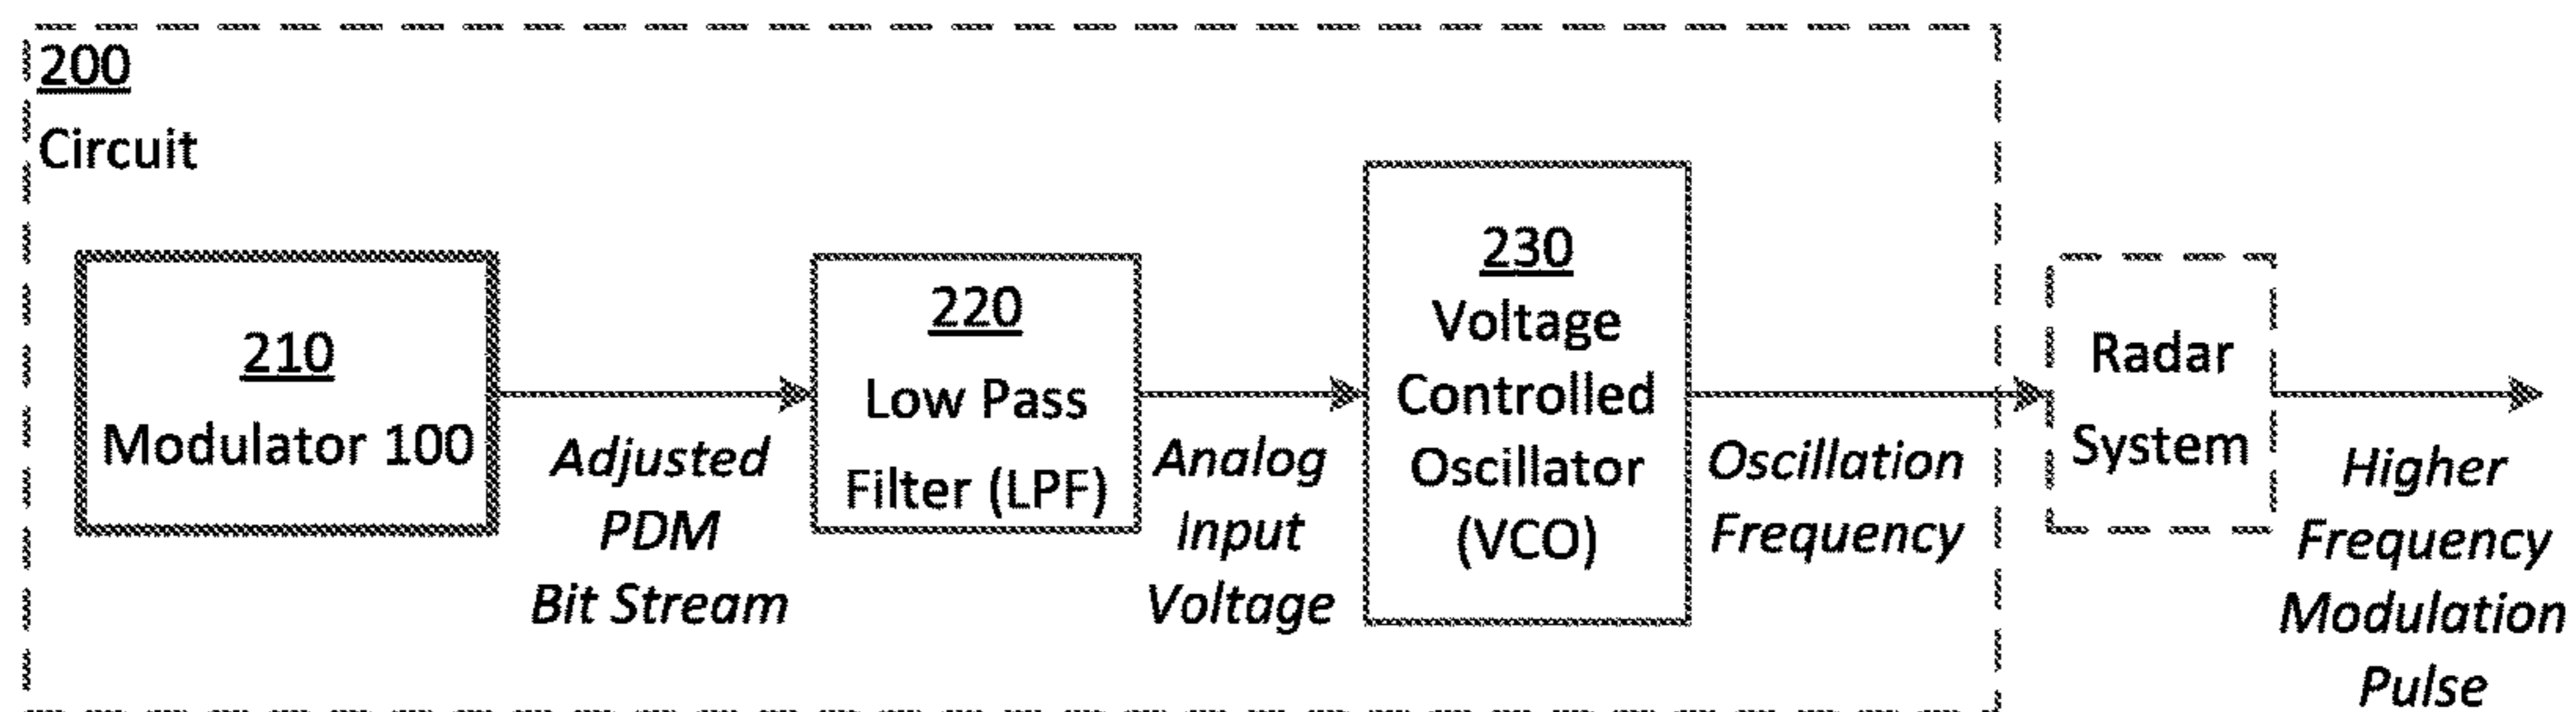 200
Circuit
210
Modulator 100
Adjusted
PDM
Bit Stream
220
Low Pass
Filter (LPF)
Analog
Input
Voltage
230
Voltage
Controlled
Oscillator
(VCO)
Oscillation
Frequency
Radar
System
Higher
Frequency
Modulation
Pulse